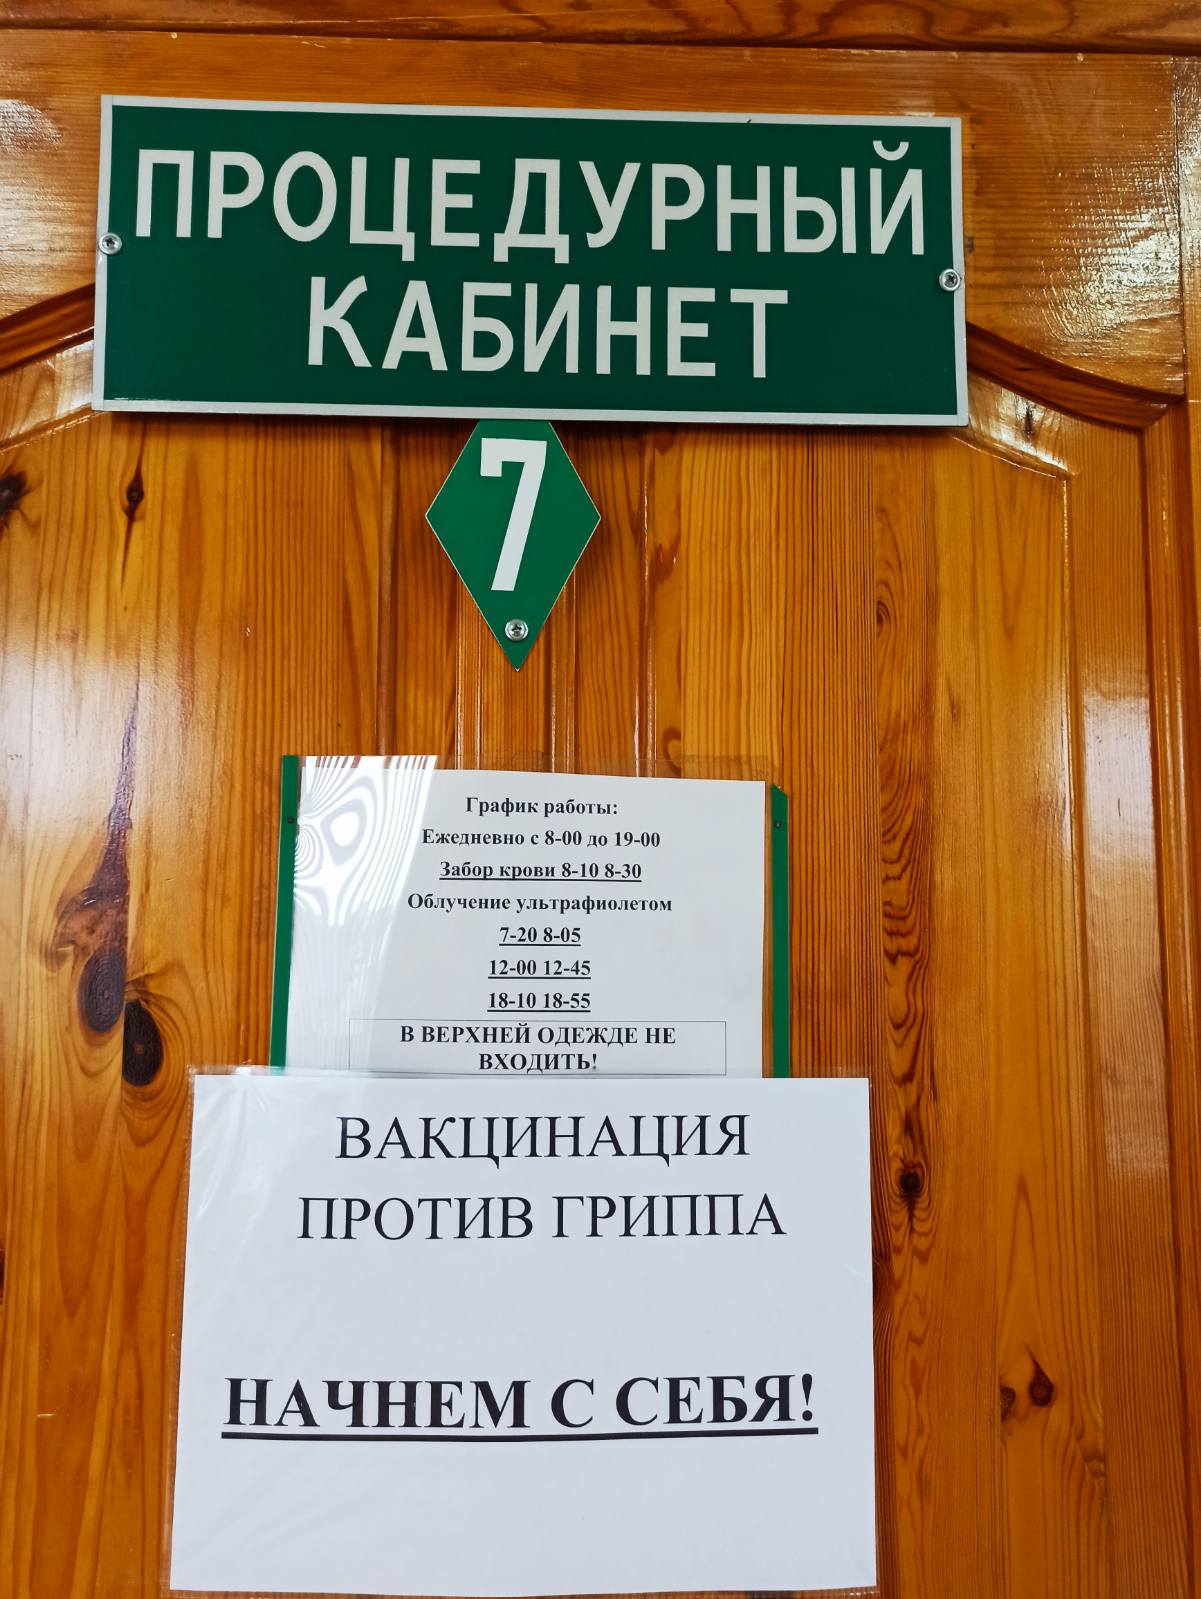 ПРОЦЕДУРНЫЙ
КАБИНЕТ
7
График работы:
Ежедневно с 8-00 до 19-00
Забор крови 8-10 8-30
Облучение ультрафиолетом
7-20 8-05
12-00 12-45
18-10 18-55
В ВЕРХНЕЙ ОДЕЖДЕ НЕ
ВХОДИТЬ!
ВАКЦИНАЦИЯ
ПРОТИВ ГРИППА
НАЧНЕМ С СЕБЯ!